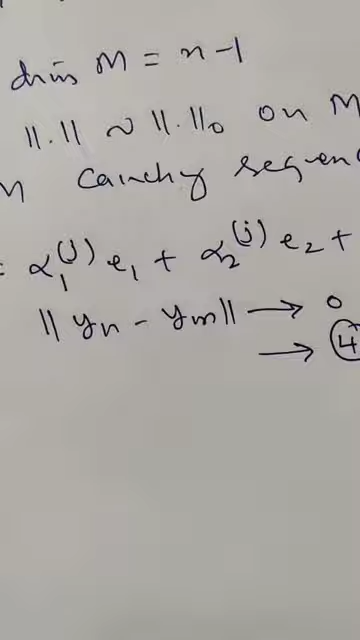 dim M = n-1
||.|| ~ ||.||₀ on M
M Cauchy sequen
= α₁⁽ʲ⁾ e₁ + α₂⁽ʲ⁾ e₂ +
|| yₙ - yₘ || → 0
→ ④